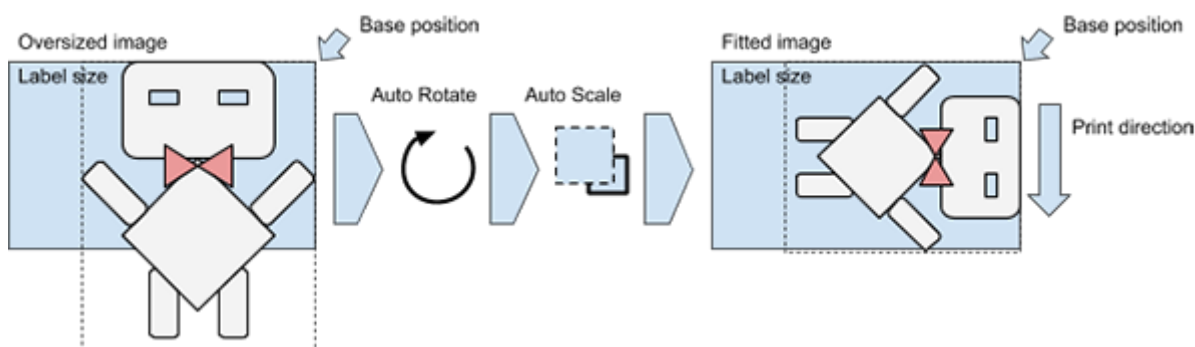 Base position
Oversized image
Label size
Auto Rotate
Auto Scale
Base position
Fitted image
Label size
Print direction